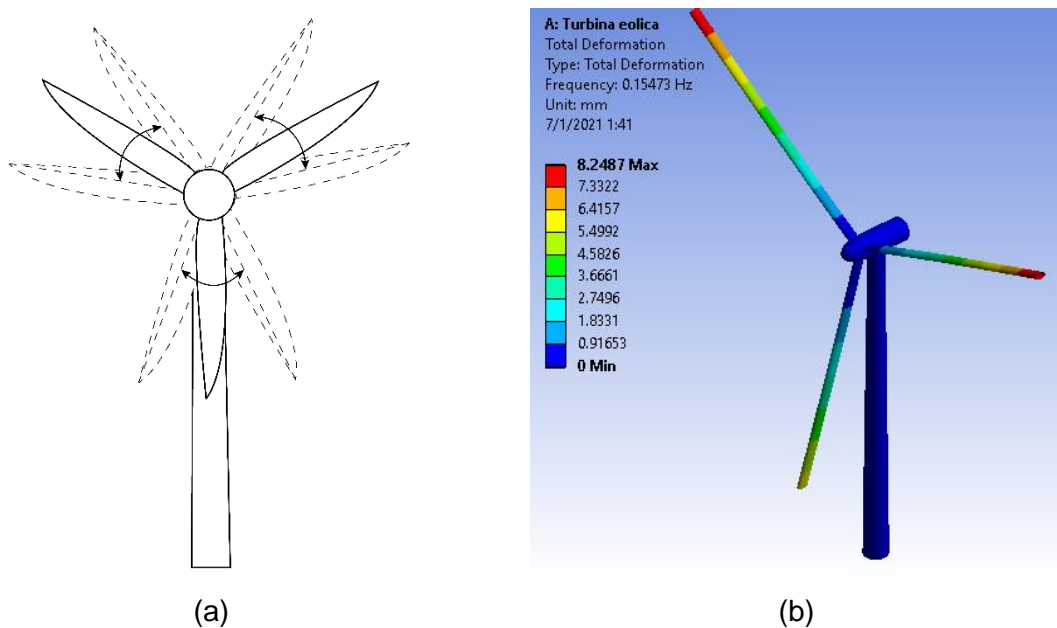 A: Turbina eolica
Total Deformation
Type: Total Deformation
Frequency: 0.15473 Hz
Unit: mm
7/1/2021 1:41
8.2487 Max
7.3322
6.4157
5.4992
4.5826
3.6661
2.7496
1.8331
0.91653
0 Min
(a)
(b)